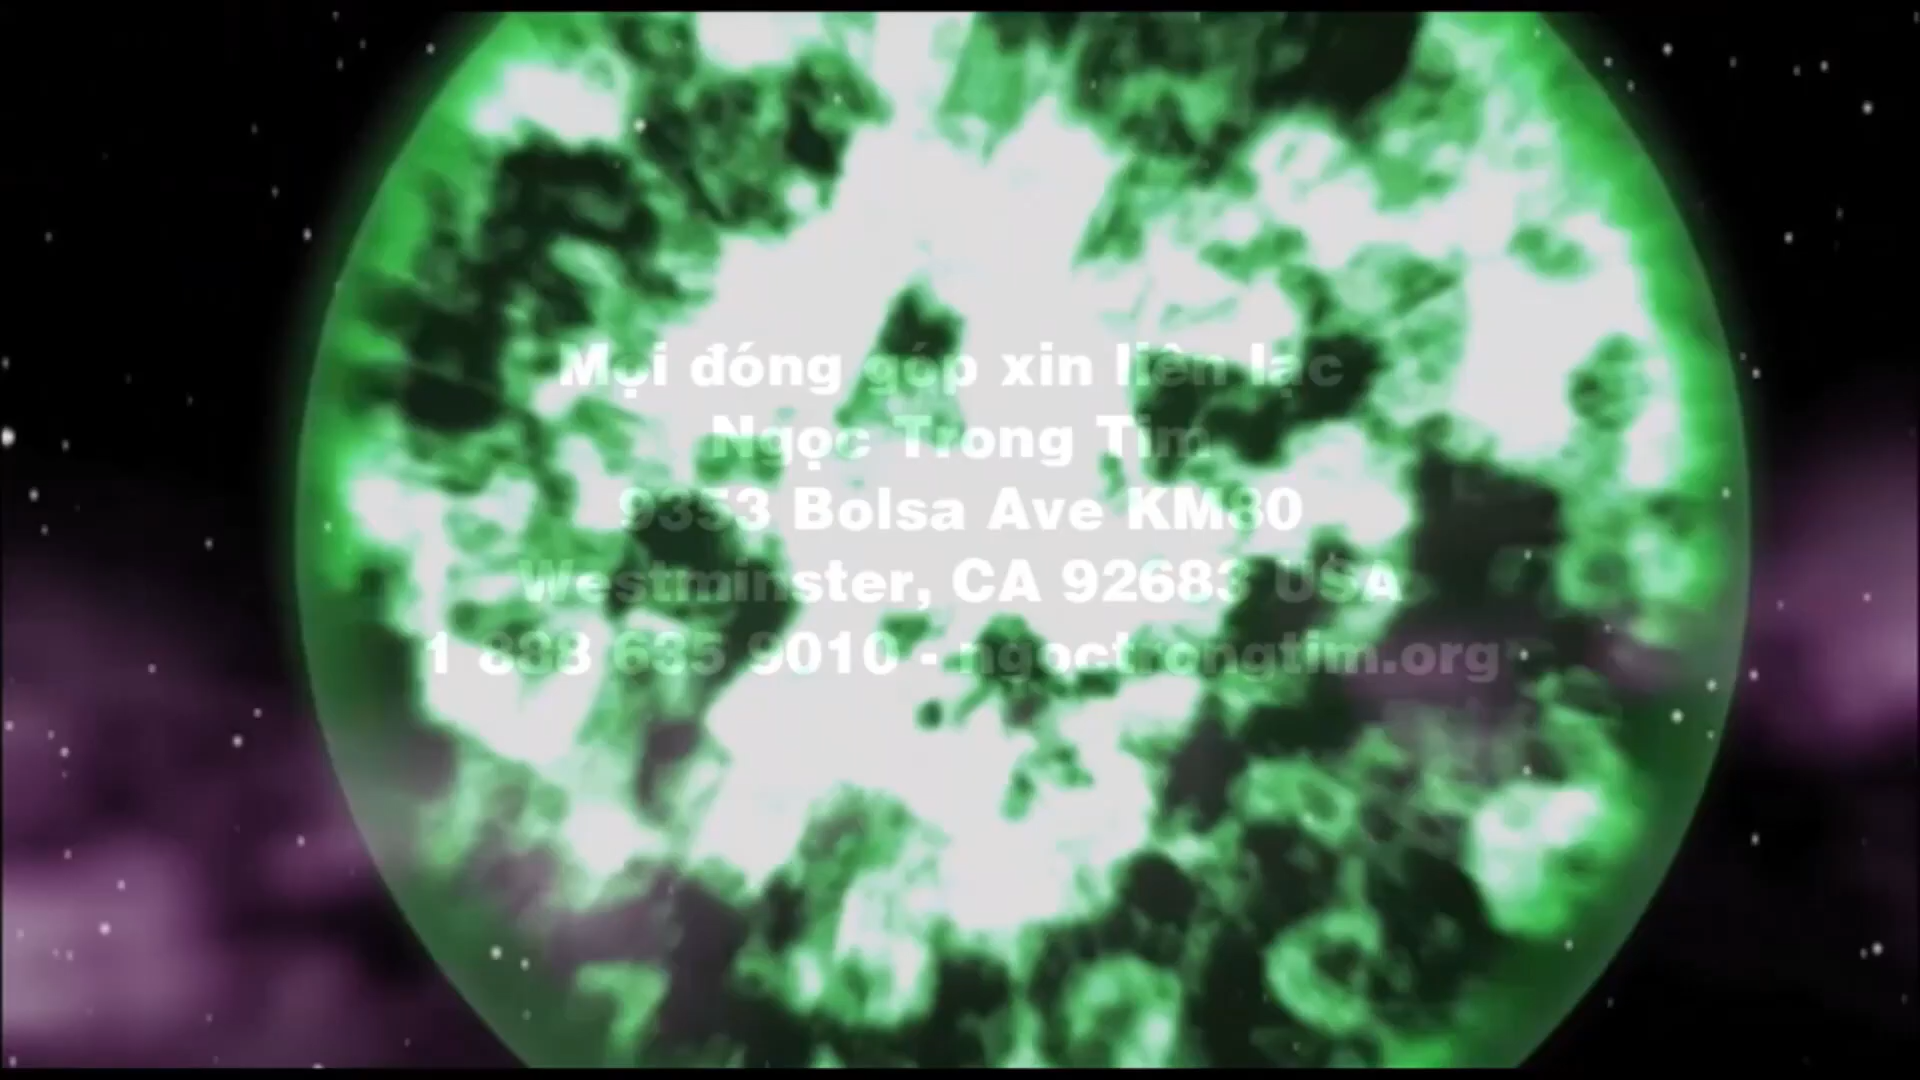 Mọi đóng góp xin liên lạc
Ngọc Trong Tim
9353 Bolsa Ave KM80
Westminster, CA 92683 USA
1 888 635 9010 - ngoctrongtim.org